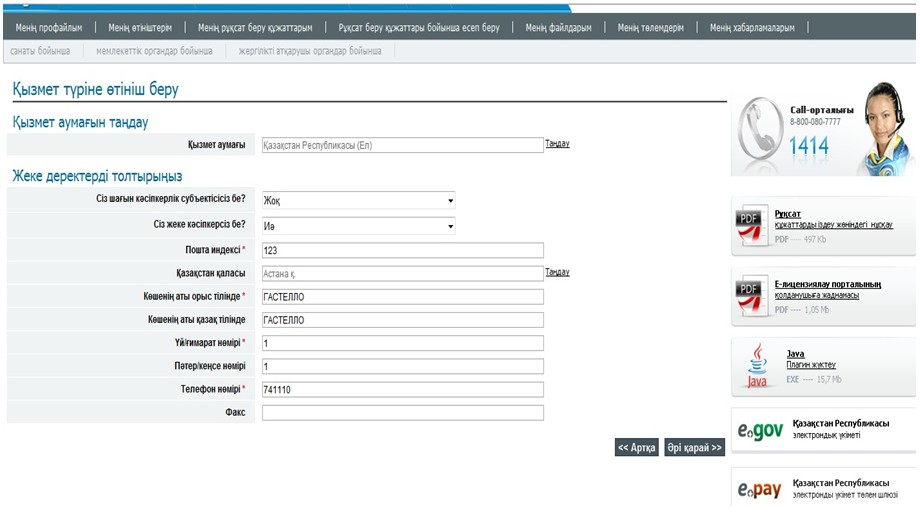 Менің профайлым | Менің өтініштерім | Менің рұқсат беру құжаттарым | Рұқсат беру құжаттары бойынша есеп беру | Менің файлдарым | Менің төлемдерім | Менің хабарламаларым
санаты бойынша | мемлекеттік органдар бойынша | жергілікті атқарушы органдар бойынша
Қызмет түріне өтініш беру
Қызмет аумағын таңдау
Қызмет аумағы Қазақстан Республикасы (Ел) Таңдау
Жеке деректерді толтырыңыз
Сіз шағын кәсіпкерлік субъектісісіз бе? Жоқ
Сіз жеке кәсіпкерсіз бе? Иә
Пошта индексі * 123
Қазақстан қаласы Астана қ. Таңдау
Көшенің аты орыс тілінде * ГАСТЕЛЛО
Көшенің аты қазақ тілінде ГАСТЕЛЛО
Үй/ғимарат нөмірі * 1
Пәтер/кеңсе нөмірі 1
Телефон нөмірі * 741110
Факс
<< Артқа Әрі қарай >>
Call-орталығы
8-800-080-7777
1414
PDF
Рұқсат
құжаттарды іздеу жөніндегі нұсқау
PDF — 497 Kb
PDF
Е-лицензиялау порталының
қолданушыға жаднамасы
PDF — 1,05 Mb
Java
Java
Плагин жүктеу
EXE — 15,7 Mb
e.gov
Қазақстан Республикасы
электрондық үкіметі
e.pay
Қазақстан Республикасы
электронды үкімет төлем шлюзі